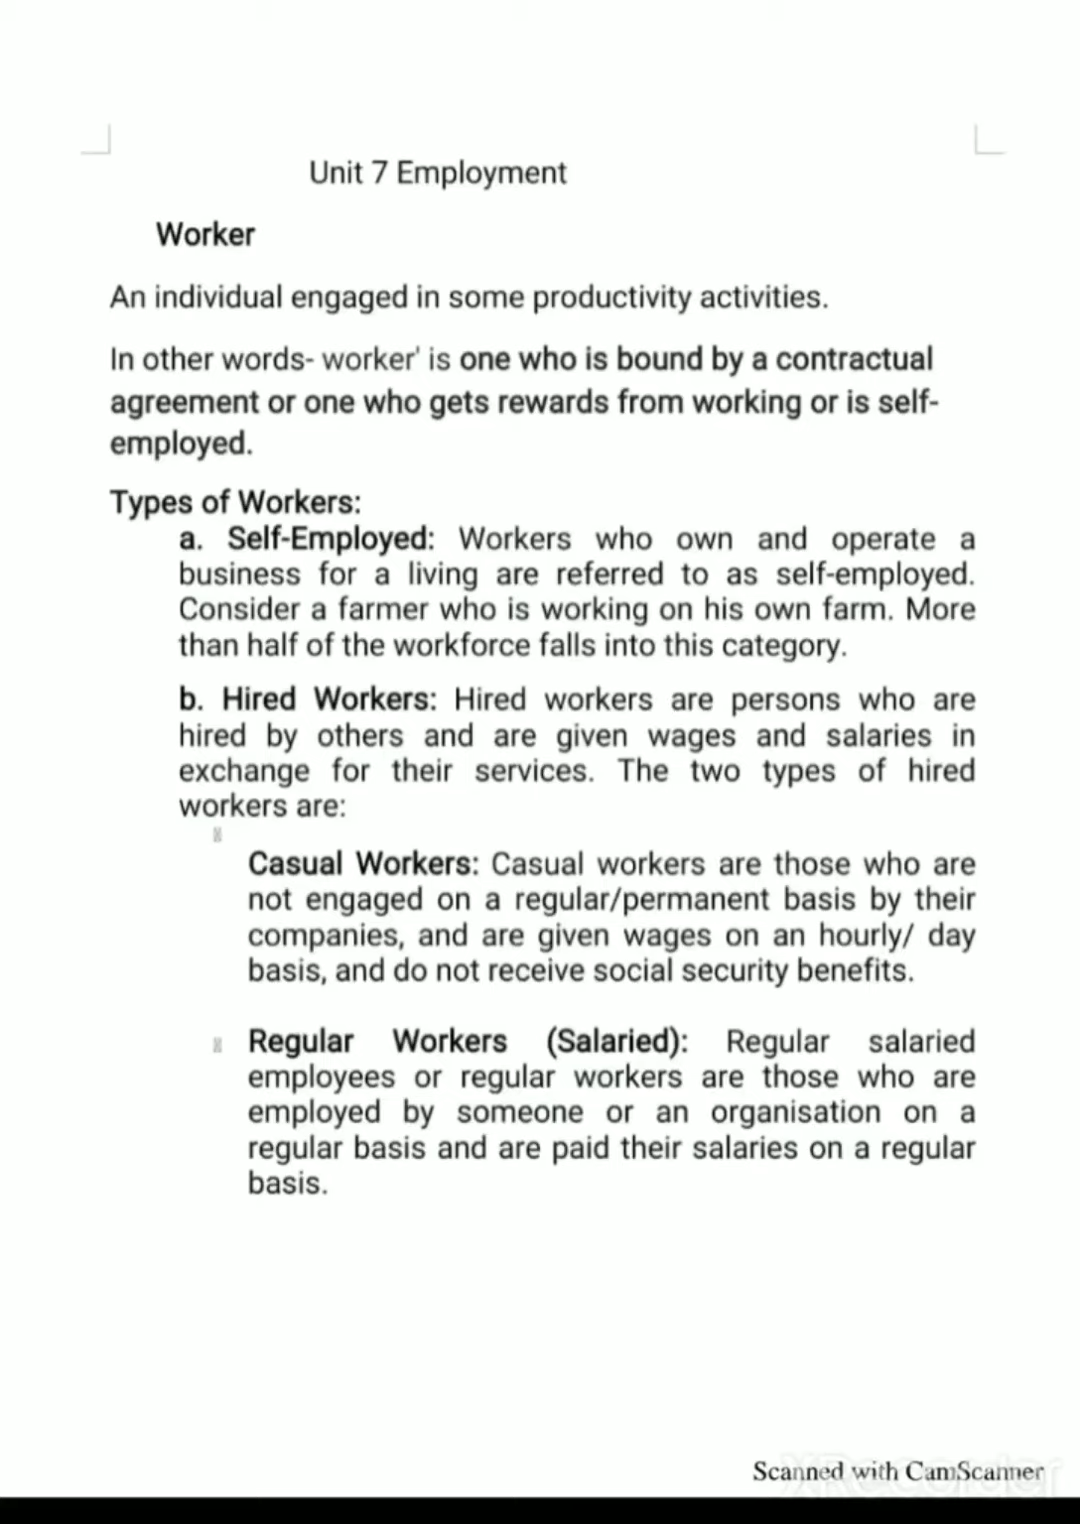 Unit 7 Employment
Worker
An individual engaged in some productivity activities.
In other words- worker' is one who is bound by a contractual
agreement or one who gets rewards from working or is self-
employed.
Types of Workers:
a. Self-Employed: Workers who own and operate a
business for a living are referred to as self-employed.
Consider a farmer who is working on his own farm. More
than half of the workforce falls into this category.
b. Hired Workers: Hired workers are persons who are
hired by others and are given wages and salaries in
exchange for their services. The two types of hired
workers are:
Casual Workers: Casual workers are those who are
not engaged on a regular/permanent basis by their
companies, and are given wages on an hourly/ day
basis, and do not receive social security benefits.
Regular Workers (Salaried): Regular salaried
employees or regular workers are those who are
employed by someone or an organisation on a
regular basis and are paid their salaries on a regular
basis.
Scanned with CamScanner
XRecorder